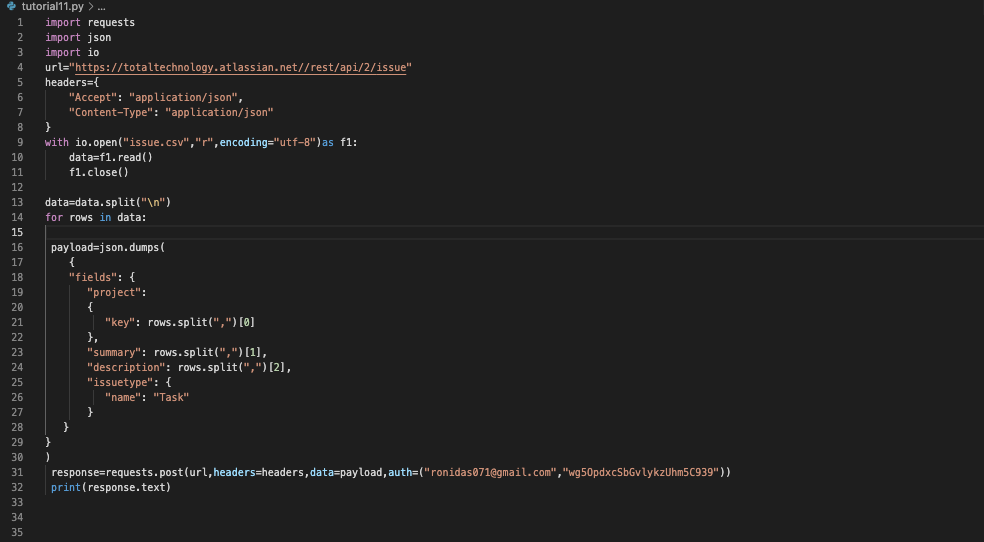 tutorial11.py > ...
1 import requests
2 import json
3 import io
4 url="https://totaltechnology.atlassian.net//rest/api/2/issue"
5 headers={
6 "Accept": "application/json",
7 "Content-Type": "application/json"
8 }
9 with io.open("issue.csv","r",encoding="utf-8")as f1:
10 data=f1.read()
11 f1.close()
12
13 data=data.split("\n")
14 for rows in data:
15
16 payload=json.dumps(
17 {
18 "fields": {
19 "project":
20 {
21 "key": rows.split(",")[0]
22 },
23 "summary": rows.split(",")[1],
24 "description": rows.split(",")[2],
25 "issuetype": {
26 "name": "Task"
27 }
28 }
29 }
30 )
31 response=requests.post(url,headers=headers,data=payload,auth=("ronidas071@gmail.com","wg5OpdxcSbGvlykzUhm5C939"))
32 print(response.text)
33
34
35